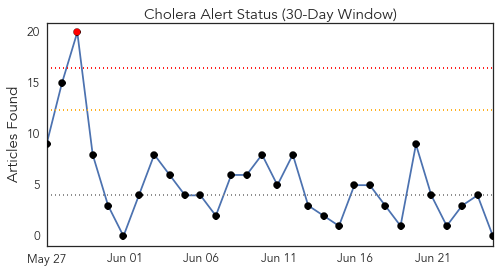 Cholera Alert Status (30-Day Window)
20
15
10
5
0
Articles Found
May 27
Jun 01
Jun 06
Jun 11
Jun 16
Jun 21